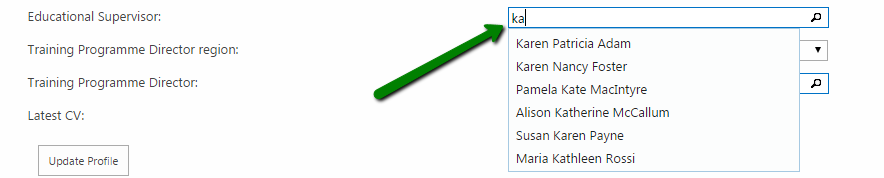 Educational Supervisor:
ka
Training Programme Director region:
Training Programme Director:
Latest CV:
Update Profile
Karen Patricia Adam
Karen Nancy Foster
Pamela Kate MacIntyre
Alison Katherine McCallum
Susan Karen Payne
Maria Kathleen Rossi